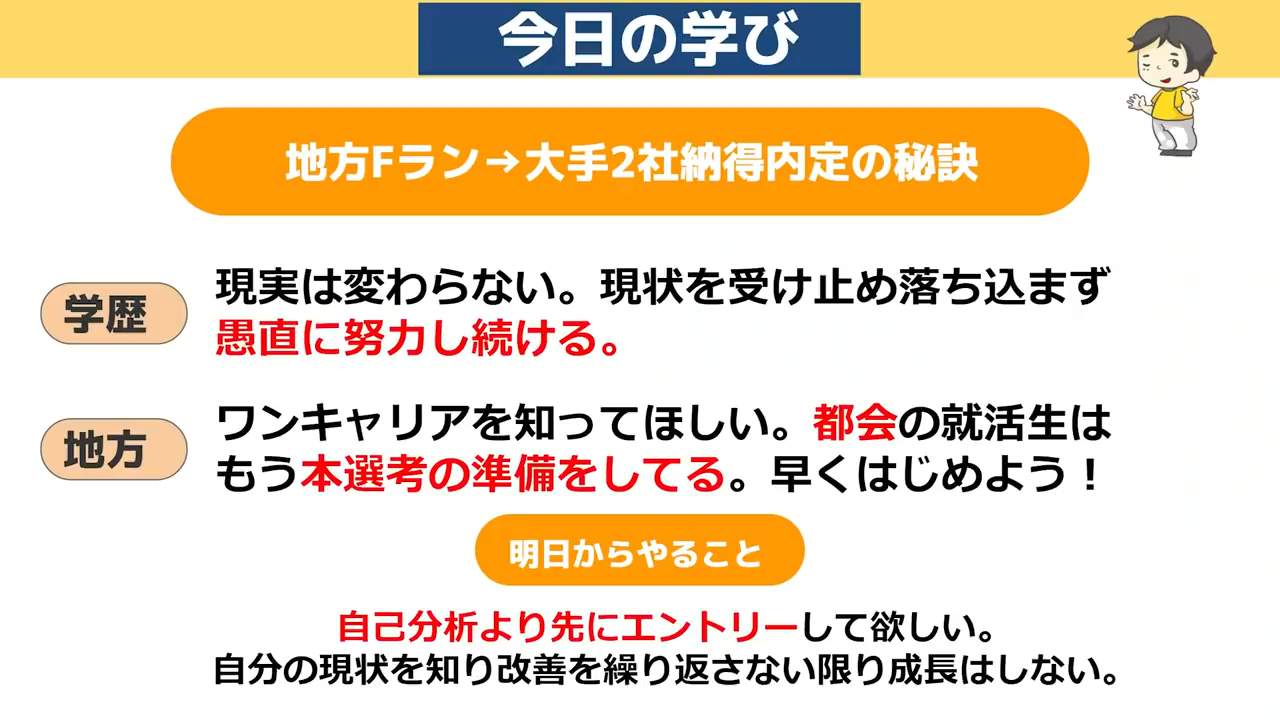 今日の学び
地方Fラン→大手2社納得内定の秘訣
学歴
現実は変わらない。現状を受け止め落ち込まず
愚直に努力し続ける。
地方
ワンキャリアを知ってほしい。都会の就活生は
もう本選考の準備をしてる。早くはじめよう！
明日からやること
自己分析より先にエントリーして欲しい。
自分の現状を知り改善を繰り返さない限り成長はしない。